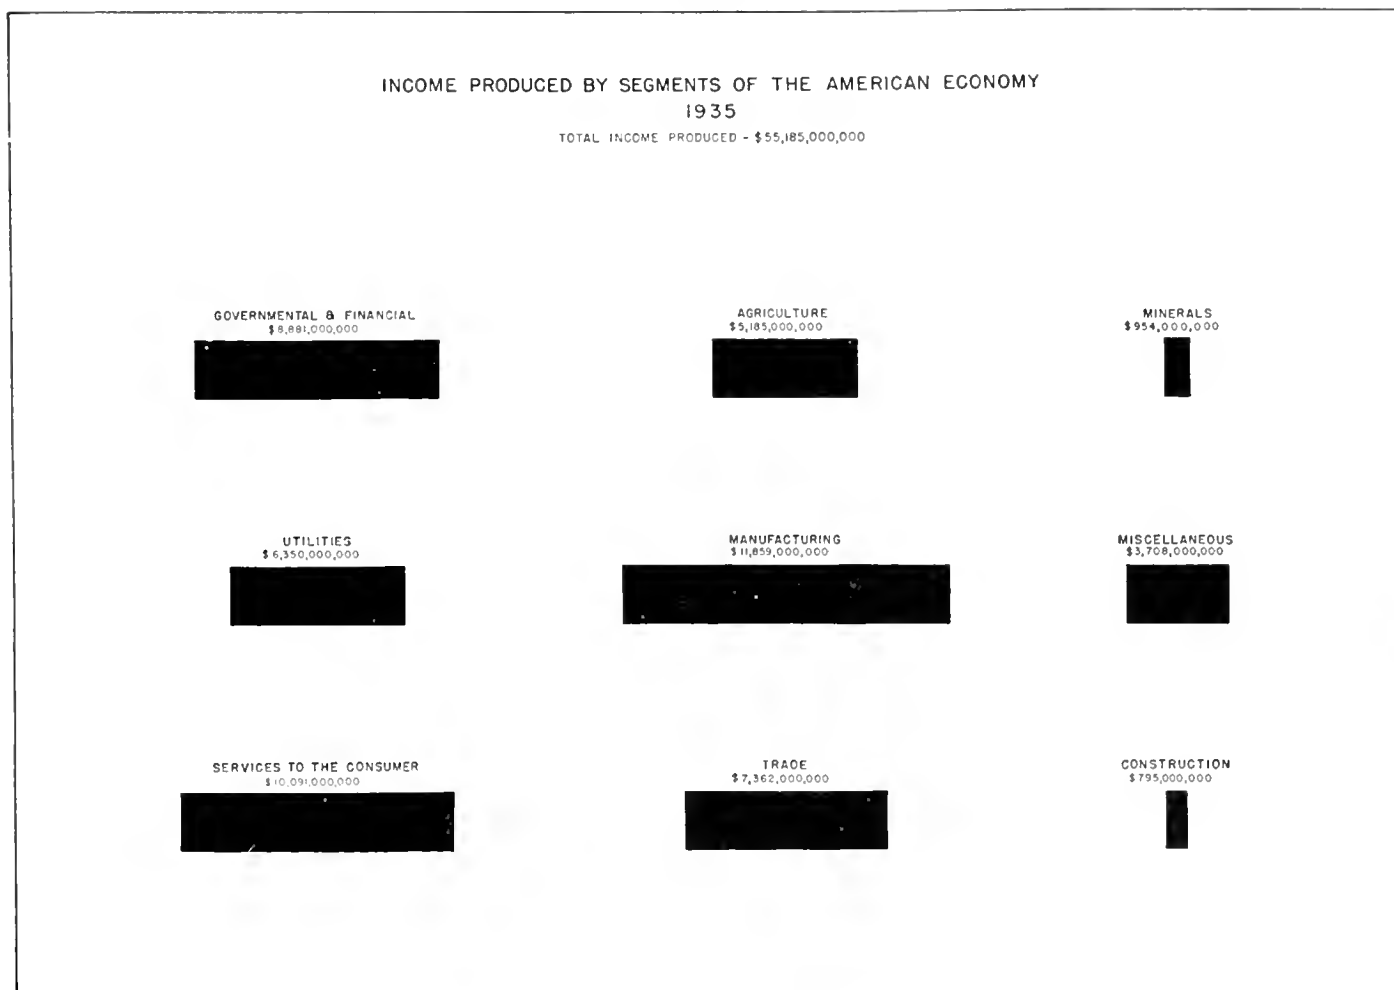 INCOME PRODUCED BY SEGMENTS OF THE AMERICAN ECONOMY
1935
TOTAL INCOME PRODUCED - $55,185,000,000
GOVERNMENTAL & FINANCIAL
$8,881,000,000
AGRICULTURE
$5,185,000,000
MINERALS
$954,000,000
UTILITIES
$6,350,000,000
MANUFACTURING
$11,859,000,000
MISCELLANEOUS
$3,708,000,000
SERVICES TO THE CONSUMER
$10,091,000,000
TRADE
$7,362,000,000
CONSTRUCTION
$795,000,000